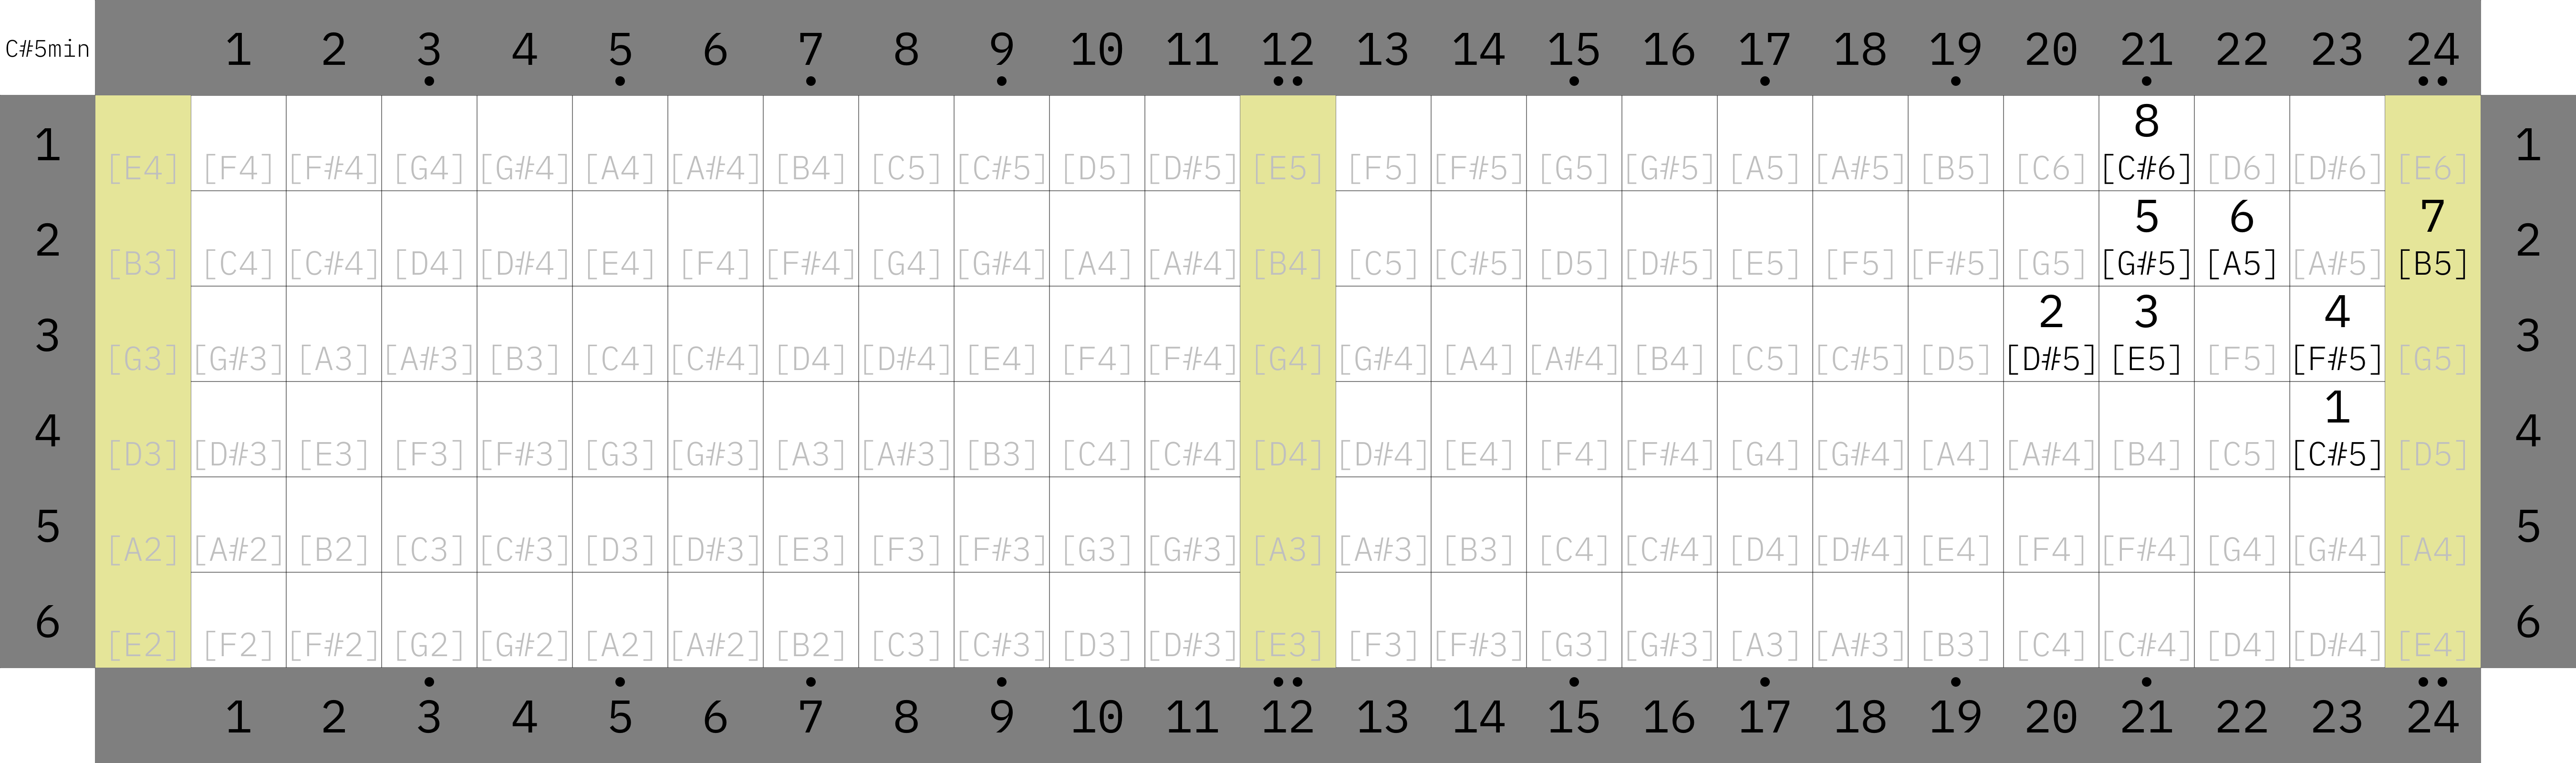 C#5min 1 2 3 4 5 6 7 8 9 10 11 12 13 14 15 16 17 18 19 20 21 22 23 24
8
1 [E4] [F4] [F#4] [G4] [G#4] [A4] [A#4] [B4] [C5] [C#5] [D5] [D#5] [E5] [F5] [F#5] [G5] [G#5] [A5] [A#5] [B5] [C6] [C#6] [D6] [D#6] [E6] 1
5 6 7
2 [B3] [C4] [C#4] [D4] [D#4] [E4] [F4] [F#4] [G4] [G#4] [A4] [A#4] [B4] [C5] [C#5] [D5] [D#5] [E5] [F5] [F#5] [G5] [G#5] [A5] [A#5] [B5] 2
2 3 4
3 [G3] [G#3] [A3] [A#3] [B3] [C4] [C#4] [D4] [D#4] [E4] [F4] [F#4] [G4] [G#4] [A4] [A#4] [B4] [C5] [C#5] [D5] [D#5] [E5] [F5] [F#5] [G5] 3
1
4 [D3] [D#3] [E3] [F3] [F#3] [G3] [G#3] [A3] [A#3] [B3] [C4] [C#4] [D4] [D#4] [E4] [F4] [F#4] [G4] [G#4] [A4] [A#4] [B4] [C5] [C#5] [D5] 4
5 [A2] [A#2] [B2] [C3] [C#3] [D3] [D#3] [E3] [F3] [F#3] [G3] [G#3] [A3] [A#3] [B3] [C4] [C#4] [D4] [D#4] [E4] [F4] [F#4] [G4] [G#4] [A4] 5
6 [E2] [F2] [F#2] [G2] [G#2] [A2] [A#2] [B2] [C3] [C#3] [D3] [D#3] [E3] [F3] [F#3] [G3] [G#3] [A3] [A#3] [B3] [C4] [C#4] [D4] [D#4] [E4] 6
1 2 3 4 5 6 7 8 9 10 11 12 13 14 15 16 17 18 19 20 21 22 23 24